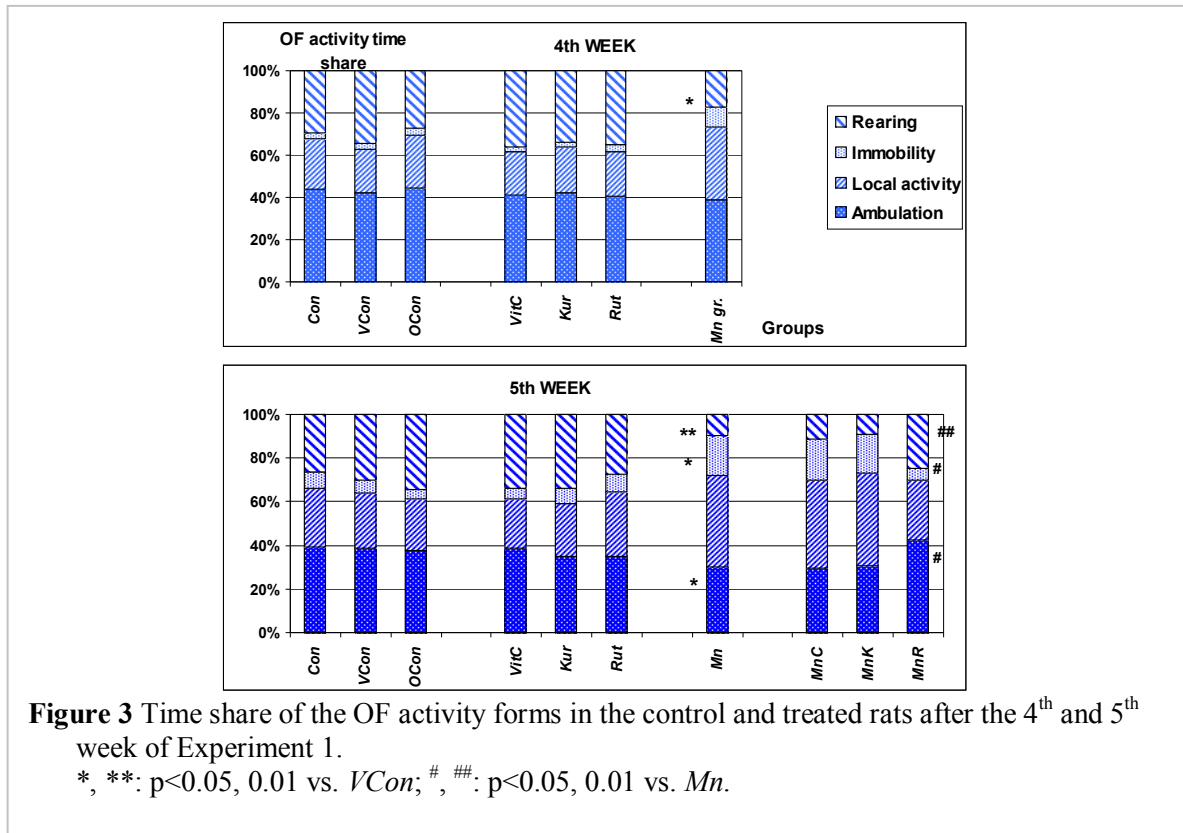 OF activity time
share
4th WEEK
100%
80%
60%
40%
20%
0%
*
Rearing
Immobility
Local activity
Ambulation
Con
VCon
OCon
VitC
Kur
Rut
Mn gr.
Groups
5th WEEK
100%
80%
60%
40%
20%
0%
**
*
*
##
#
#
Con
VCon
OCon
VitC
Kur
Rut
Mn
MnC
MnK
MnR
Figure 3 Time share of the OF activity forms in the control and treated rats after the 4th and 5th
week of Experiment 1.
*, **: p<0.05, 0.01 vs. VCon; #, ##: p<0.05, 0.01 vs. Mn.